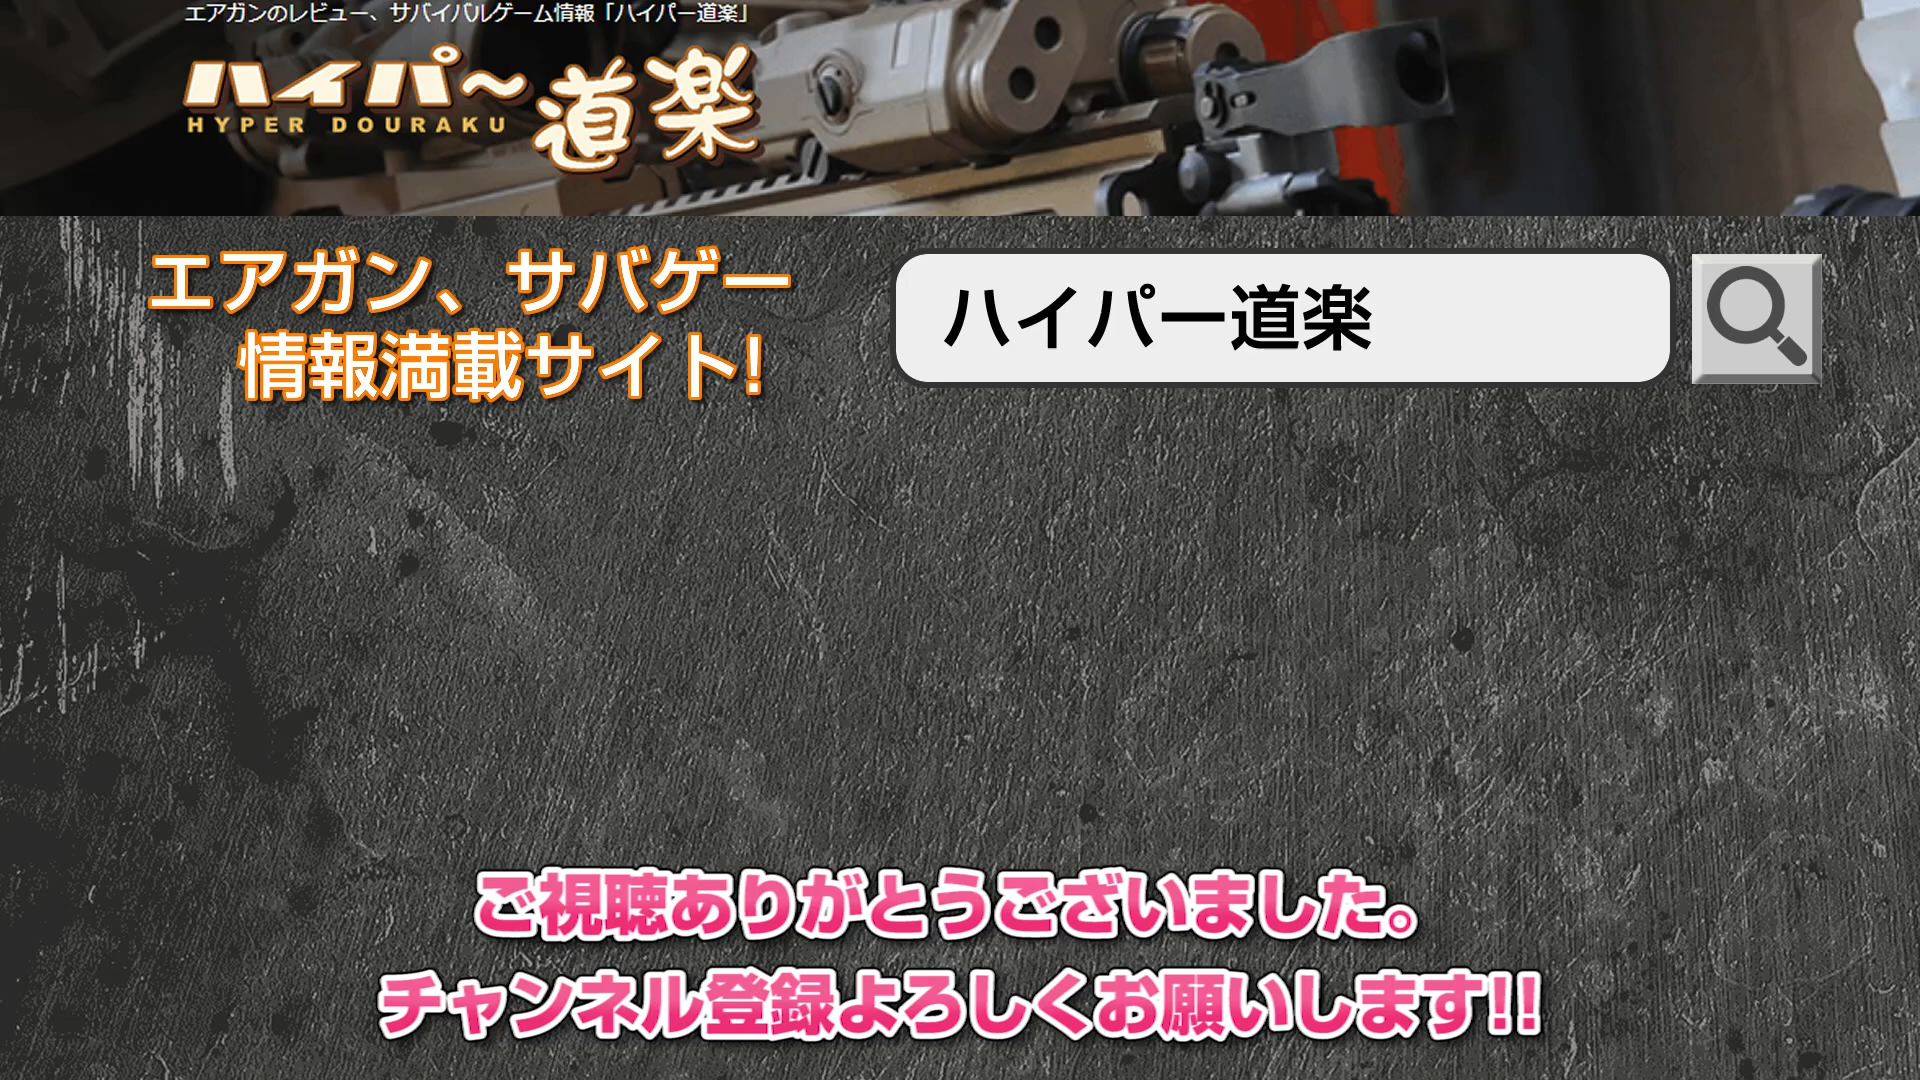 エアガンのレビュー、サバイバルゲーム情報「ハイパー道楽」
ハイパ～道楽
HYPER DOURAKU
エアガン、サバゲー
情報満載サイト!
ハイパー道楽
ご視聴ありがとうございました。
チャンネル登録よろしくお願いします!!